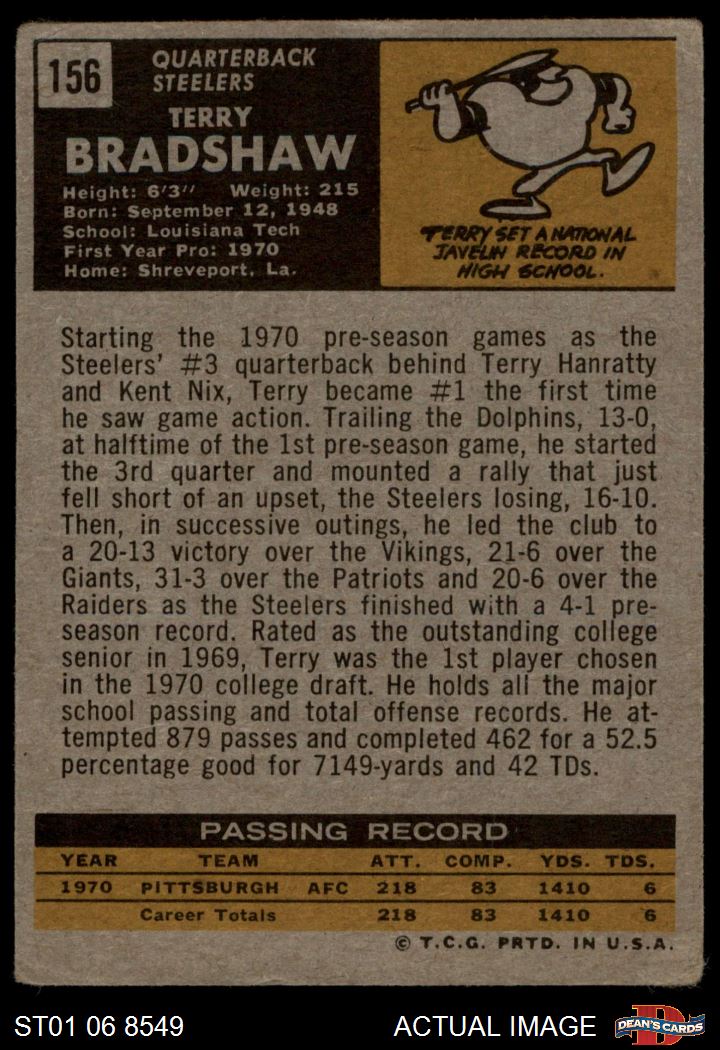 156
QUARTERBACK
STEELERS
TERRY
BRADSHAW
Height: 6'3" Weight: 215
Born: September 12, 1948
School: Louisiana Tech
First Year Pro: 1970
Home: Shreveport, La.
TERRY SET A NATIONAL
JAVELIN RECORD IN
HIGH SCHOOL.
Starting the 1970 pre-season games as the
Steelers' #3 quarterback behind Terry Hanratty
and Kent Nix, Terry became #1 the first time
he saw game action. Trailing the Dolphins, 13-0,
at halftime of the 1st pre-season game, he started
the 3rd quarter and mounted a rally that just
fell short of an upset, the Steelers losing, 16-10.
Then, in successive outings, he led the club to
a 20-13 victory over the Vikings, 21-6 over the
Giants, 31-3 over the Patriots and 20-6 over the
Raiders as the Steelers finished with a 4-1 pre-
season record. Rated as the outstanding college
senior in 1969, Terry was the 1st player chosen
in the 1970 college draft. He holds all the major
school passing and total offense records. He at-
tempted 879 passes and completed 462 for a 52.5
percentage good for 7149-yards and 42 TDs.
PASSING RECORD
YEAR TEAM ATT. COMP. YDS. TDS.
1970 PITTSBURGH AFC 218 83 1410 6
Career Totals 218 83 1410 6
© T.C.G. PRTD. IN U.S.A.
ST01 06 8549 ACTUAL IMAGE D DEAN'S CARDS